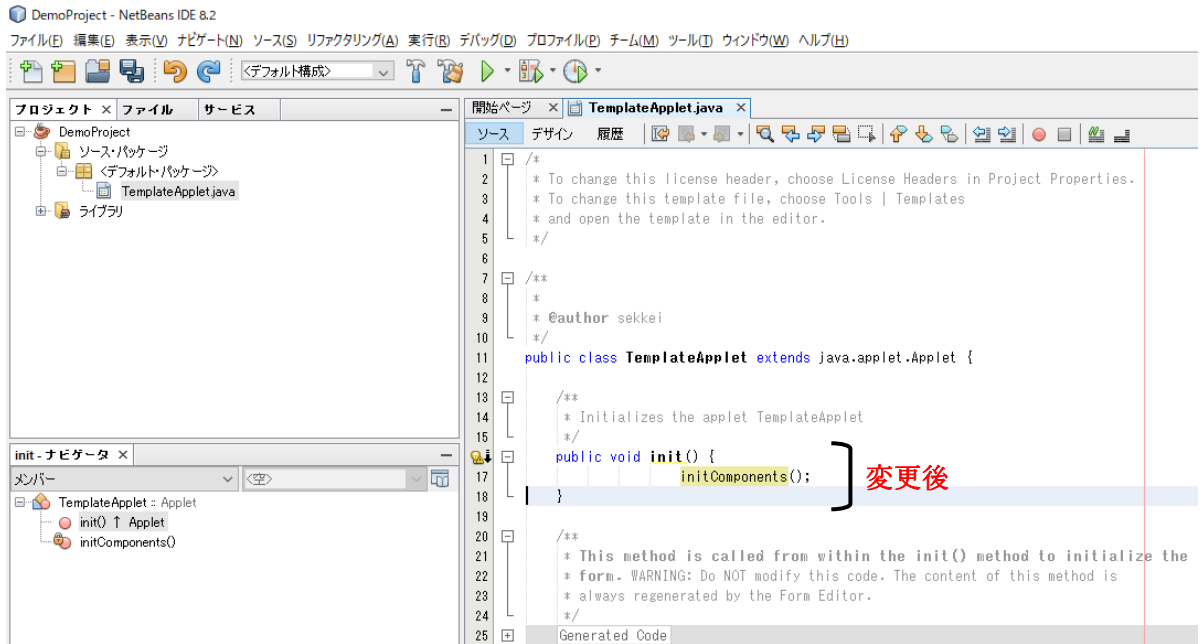 DemoProject - NetBeans IDE 8.2
ファイル(F) 編集(E) 表示(V) ナビゲート(N) ソース(S) リファクタリング(A) 実行(R) デバッグ(D) プロファイル(P) チーム(M) ツール(T) ウィンドウ(W) ヘルプ(H)
<デフォルト構成>
プロジェクト × ファイル サービス
DemoProject
ソース・パッケージ
<デフォルト・パッケージ>
TemplateApplet.java
ライブラリ
init - ナビゲータ ×
メンバー <空>
TemplateApplet :: Applet
init() ↑ Applet
initComponents()
開始ページ × TemplateApplet.java ×
ソース デザイン 履歴
1 /*
2 * To change this license header, choose License Headers in Project Properties.
3 * To change this template file, choose Tools | Templates
4 * and open the template in the editor.
5 */
6
7 /**
8 *
9 * @author sekkei
10 */
11 public class TemplateApplet extends java.applet.Applet {
12
13 /**
14 * Initializes the applet TemplateApplet
15 */
public void init() {
17 initComponents();
18 }
変更後
19
20 /**
21 * This method is called from within the init() method to initialize the
22 * form. WARNING: Do NOT modify this code. The content of this method is
23 * always regenerated by the Form Editor.
24 */
25 Generated Code